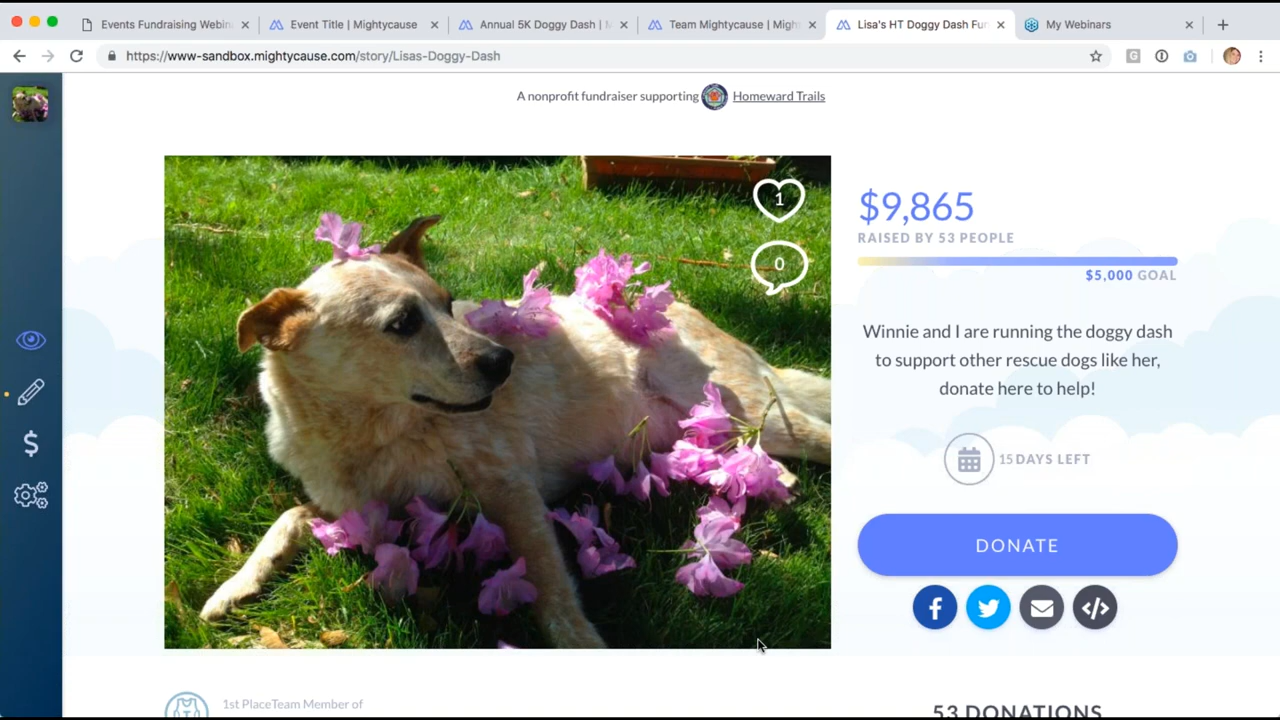 Events Fundraising Webin
Event Title | Mightycause
Annual 5K Doggy Dash |
Team Mightycause | Migh
Lisa's HT Doggy Dash Fun
My Webinars
https://www-sandbox.mightycause.com/story/Lisas-Doggy-Dash
A nonprofit fundraiser supporting Homeward Trails
1
0
$9,865
RAISED BY 53 PEOPLE
$5,000 GOAL
Winnie and I are running the doggy dash
to support other rescue dogs like her,
donate here to help!
15 DAYS LEFT
DONATE
1st PlaceTeam Member of
53 DONATIONS